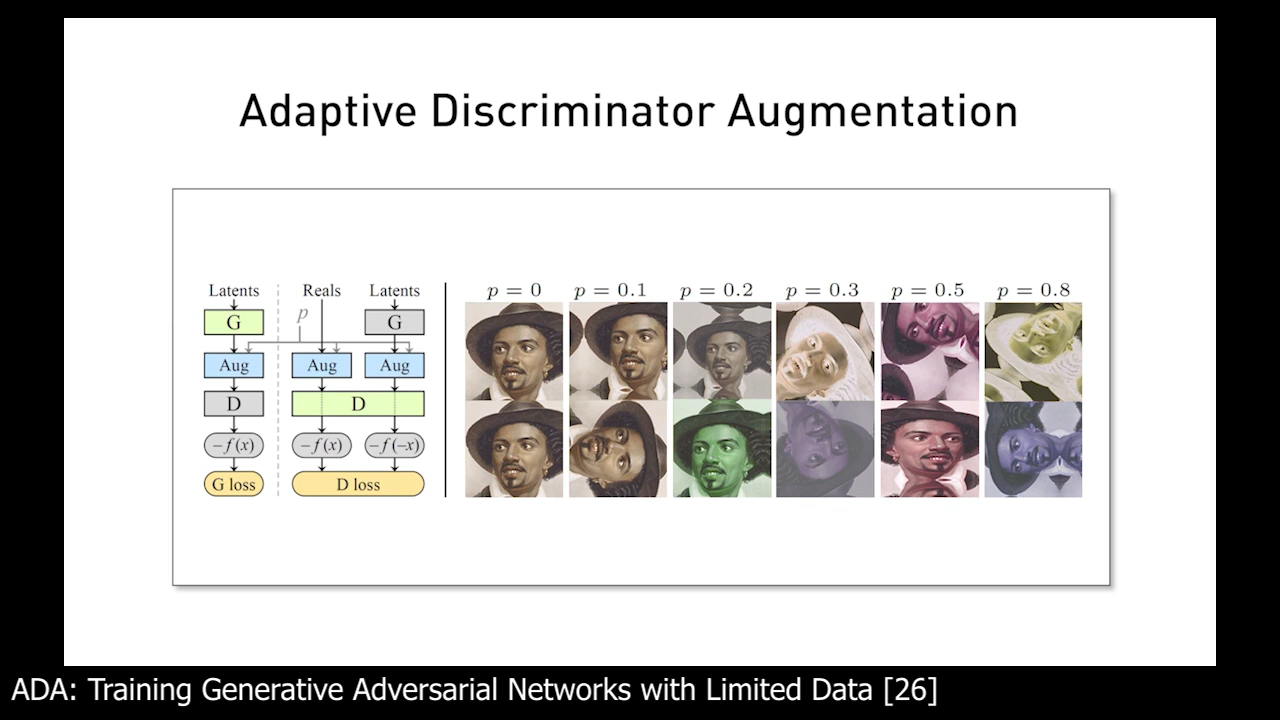 Adaptive Discriminator Augmentation
Latents Reals Latents
p
G G
Aug Aug Aug
D D
−f(x) −f(x) −f(−x)
G loss D loss
p = 0 p = 0.1 p = 0.2 p = 0.3 p = 0.5 p = 0.8
ADA: Training Generative Adversarial Networks with Limited Data [26]